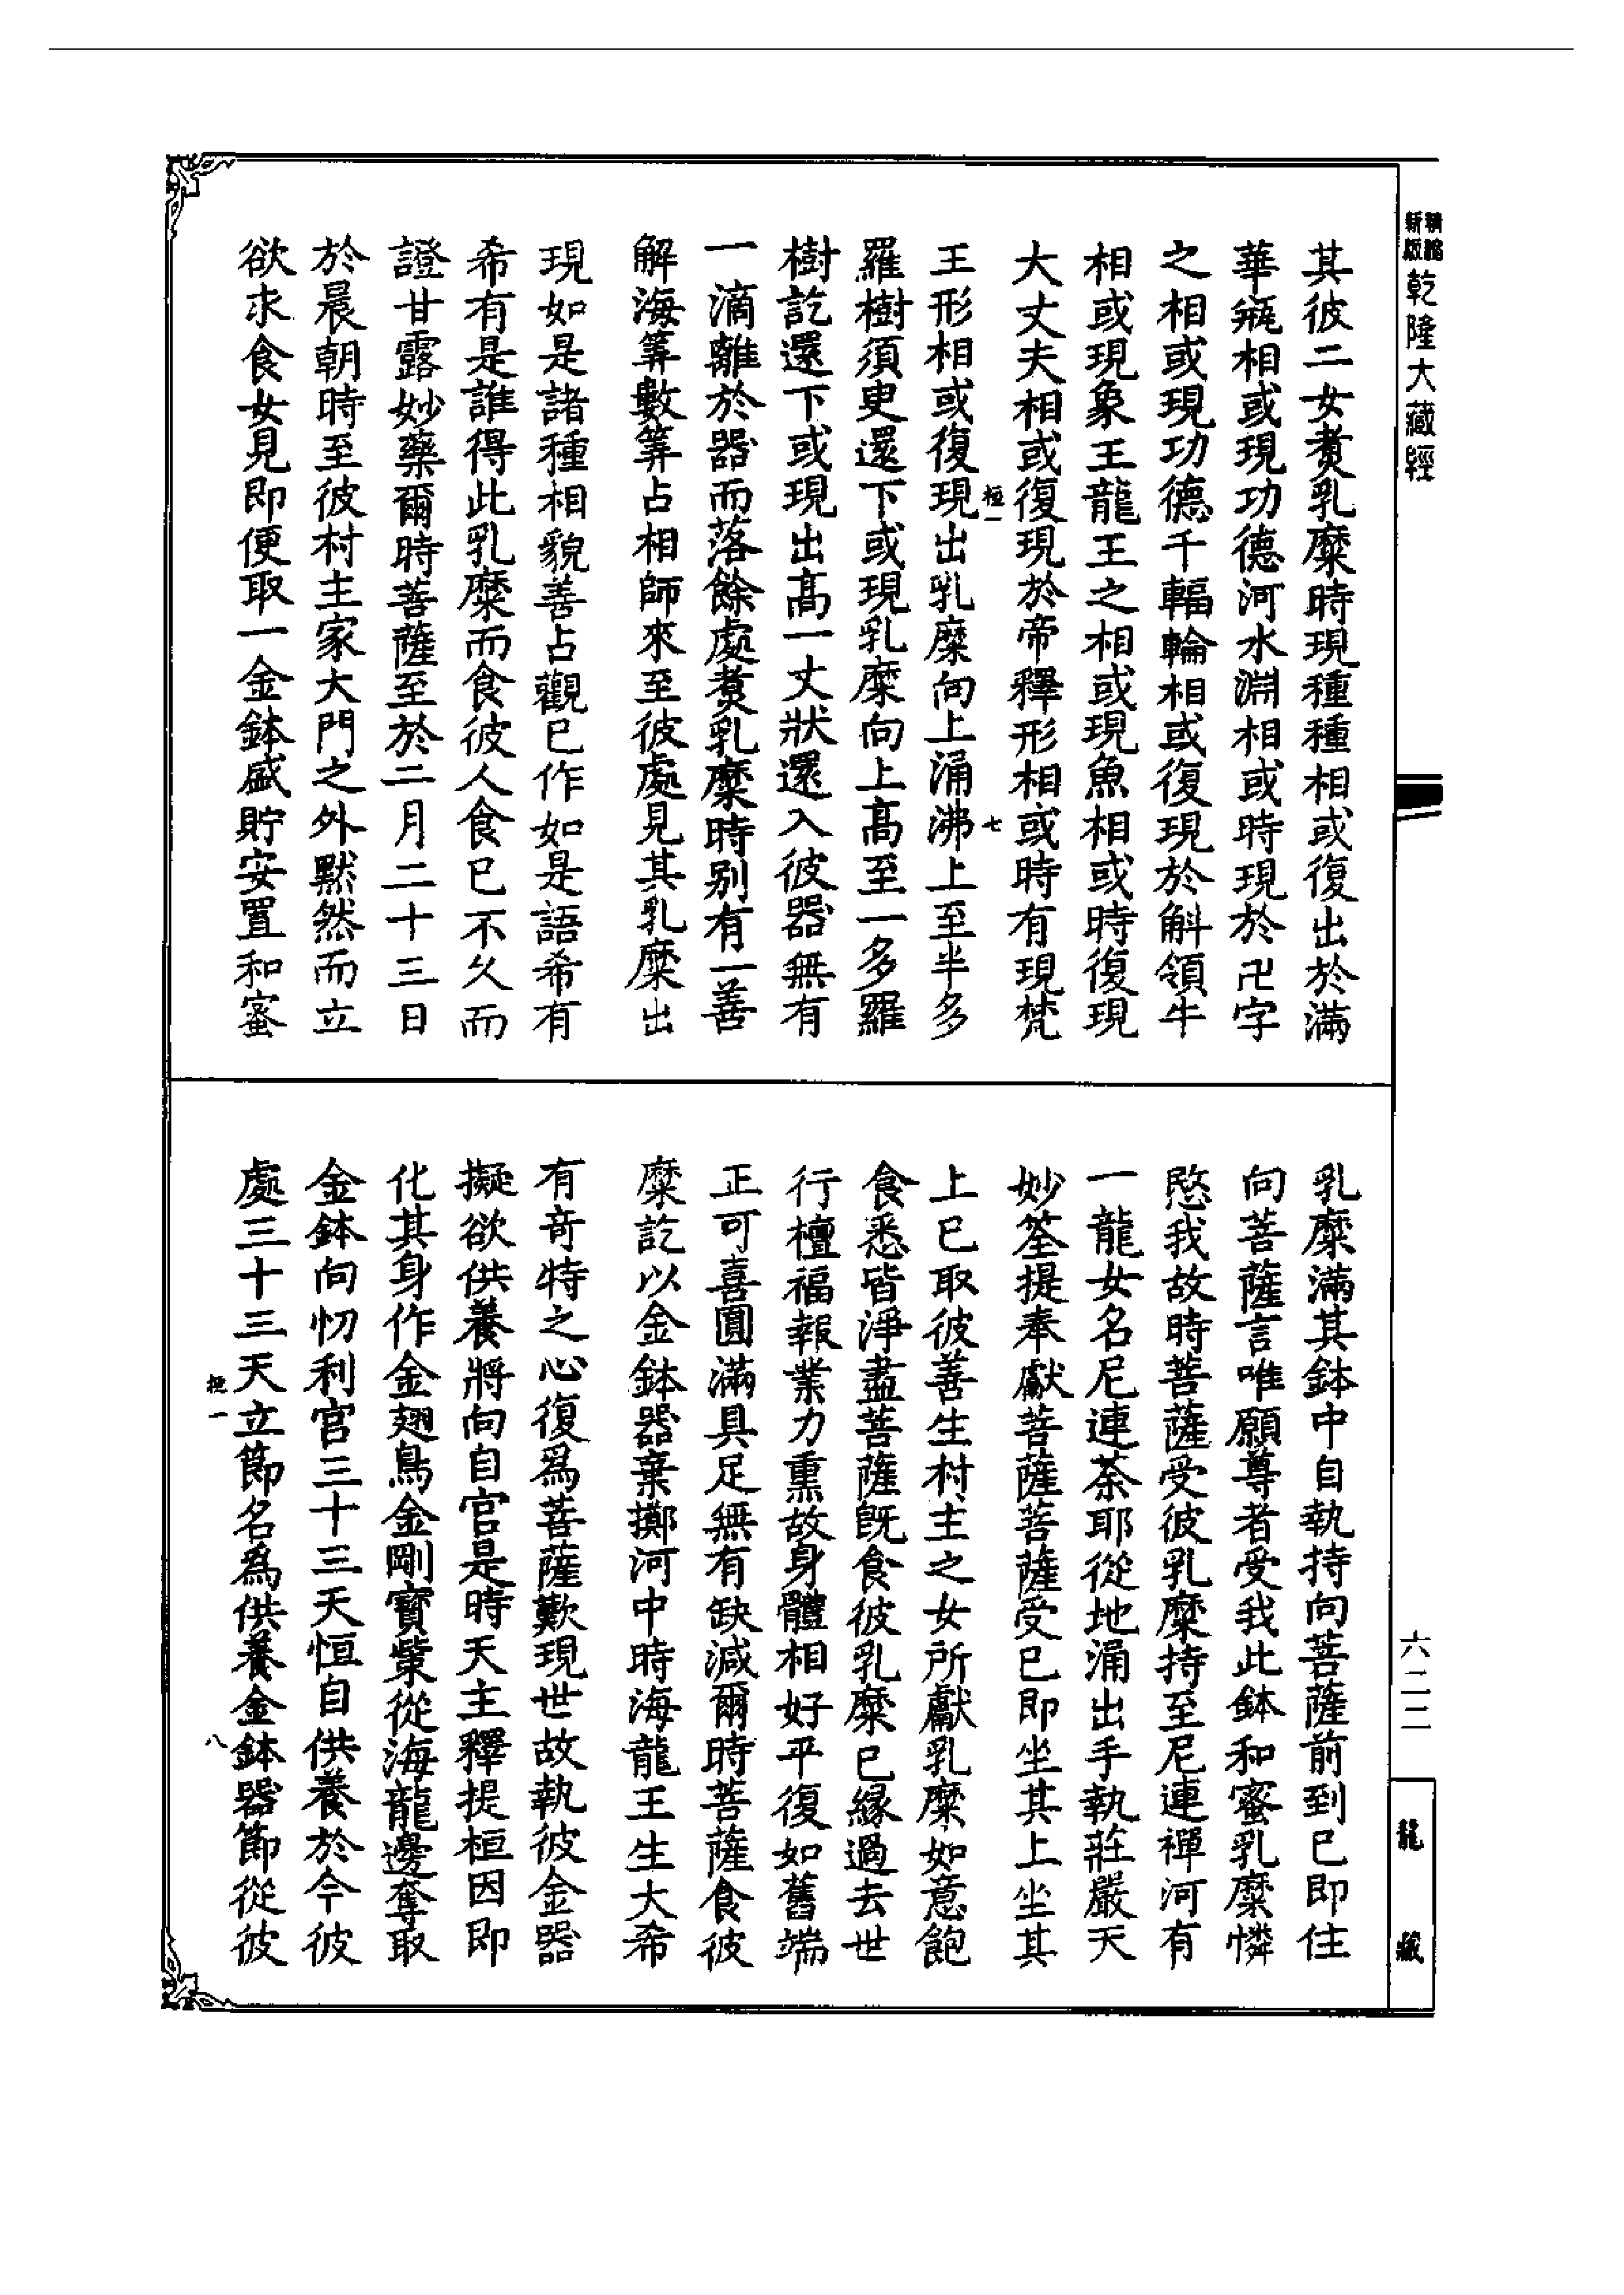 精縮新版乾隆大藏經
其彼二女煑乳糜時現種種相或復出於滿
華瓶相或現功德河水淵相或時現於卍字
之相或現功德千輻輪相或復現於斛領牛
相或現象王龍王之相或現魚相或時復現
大丈夫相或復現於帝釋形相或時有現梵
桓一
七
王形相或復現出乳糜向上涌沸上至半多
羅樹須臾還下或現乳糜向上高至一多羅
樹訖還下或現出高一丈狀還入彼器無有
一滴離於器而落餘處煑乳糜時別有一善
解海筭數筭占相師來至彼處見其乳糜出
現如是諸種相貌善占觀已作如是語希有
希有是誰得此乳糜而食彼人食已不久而
證甘露妙藥爾時菩薩至於二月二十三日
於晨朝時至彼村主家大門之外默然而立
欲求食女見即便取一金鉢盛貯安置和蜜
乳糜滿其鉢中自執持向菩薩前到已即住
向菩薩言唯願尊者受我此鉢和蜜乳糜憐
愍我故時菩薩受彼乳糜持至尼連禪河有
一龍女名尼連荼耶從地涌出手執莊嚴天
妙筌提奉獻菩薩菩薩受已即坐其上坐其
上已取彼善生村主之女所獻乳糜如意飽
食悉皆淨盡菩薩既食彼乳糜已緣過去世
行檀福報業力熏故身體相好平復如舊端
正可喜圓滿具足無有缺減爾時菩薩食彼
糜訖以金鉢器棄擲河中時海龍王生大希
有奇特之心復爲菩薩歎現世故執彼金器
擬欲供養將向自宮是時天主釋提桓因即
化其身作金翅鳥金剛寶觜從海龍邊奪取
金鉢向忉利宮三十三天恒自供養於今彼
處三十三天立節名爲供養金鉢器節從彼
桓一
八
六二二
龍藏